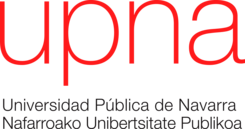 upna
Universidad Pública de Navarra
Nafarroako Unibertsitate Publikoa